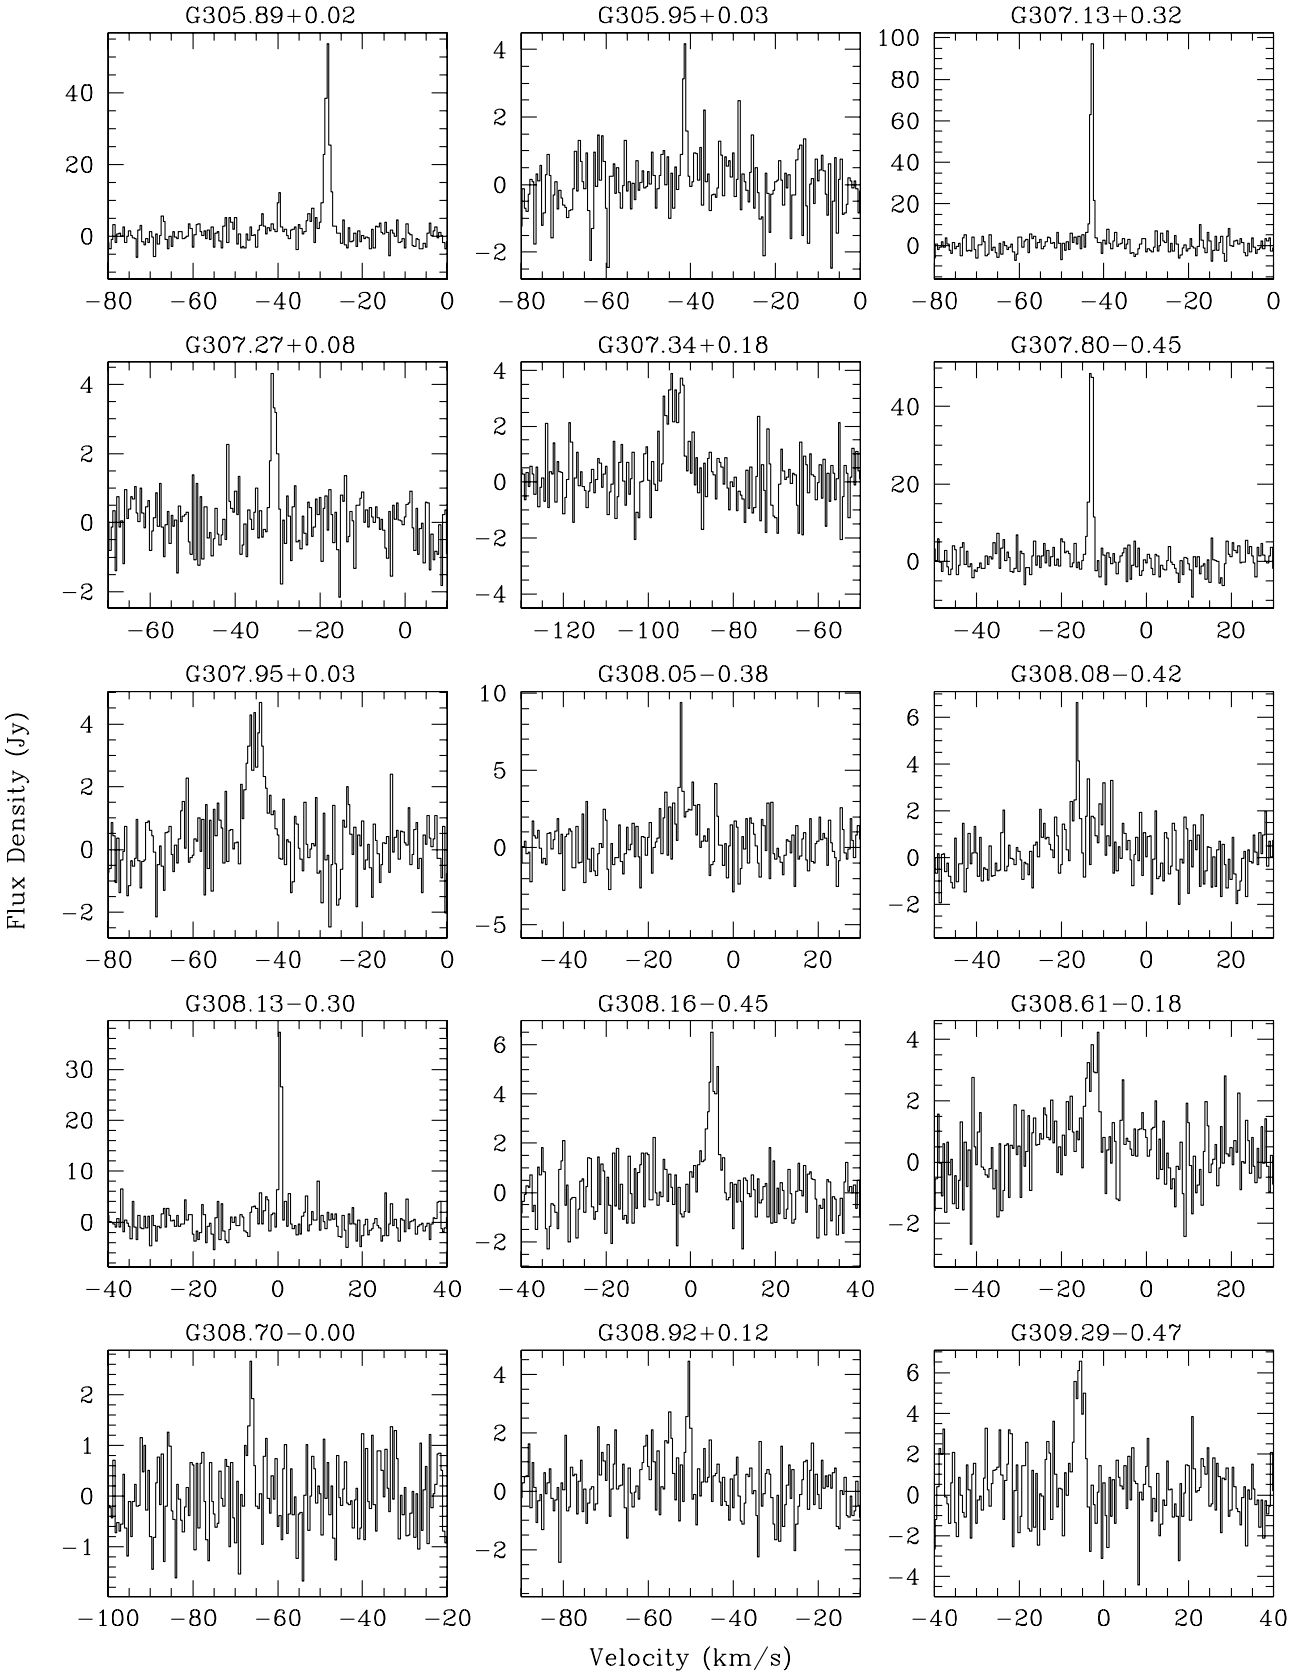 G305.89+0.02
G305.95+0.03
G307.13+0.32
40
20
0
4
2
0
−2
100
80
60
40
20
0
−80 −60 −40 −20 0
−80 −60 −40 −20 0
−80 −60 −40 −20 0
G307.27+0.08
G307.34+0.18
G307.80−0.45
4
2
0
−2
4
2
0
−2
−4
40
20
0
−60 −40 −20 0
−120 −100 −80 −60
−40 −20 0 20
G307.95+0.03
G308.05−0.38
G308.08−0.42
4
2
0
−2
10
5
0
−5
6
4
2
0
−2
−80 −60 −40 −20 0
−40 −20 0 20
−40 −20 0 20
G308.13−0.30
G308.16−0.45
G308.61−0.18
30
20
10
0
6
4
2
0
−2
4
2
0
−2
−40 −20 0 20 40
−40 −20 0 20 40
−40 −20 0 20
G308.70−0.00
G308.92+0.12
G309.29−0.47
2
1
0
−1
4
2
0
−2
6
4
2
0
−2
−4
−100 −80 −60 −40 −20
−80 −60 −40 −20
−40 −20 0 20 40
Flux Density (Jy)
Velocity (km/s)